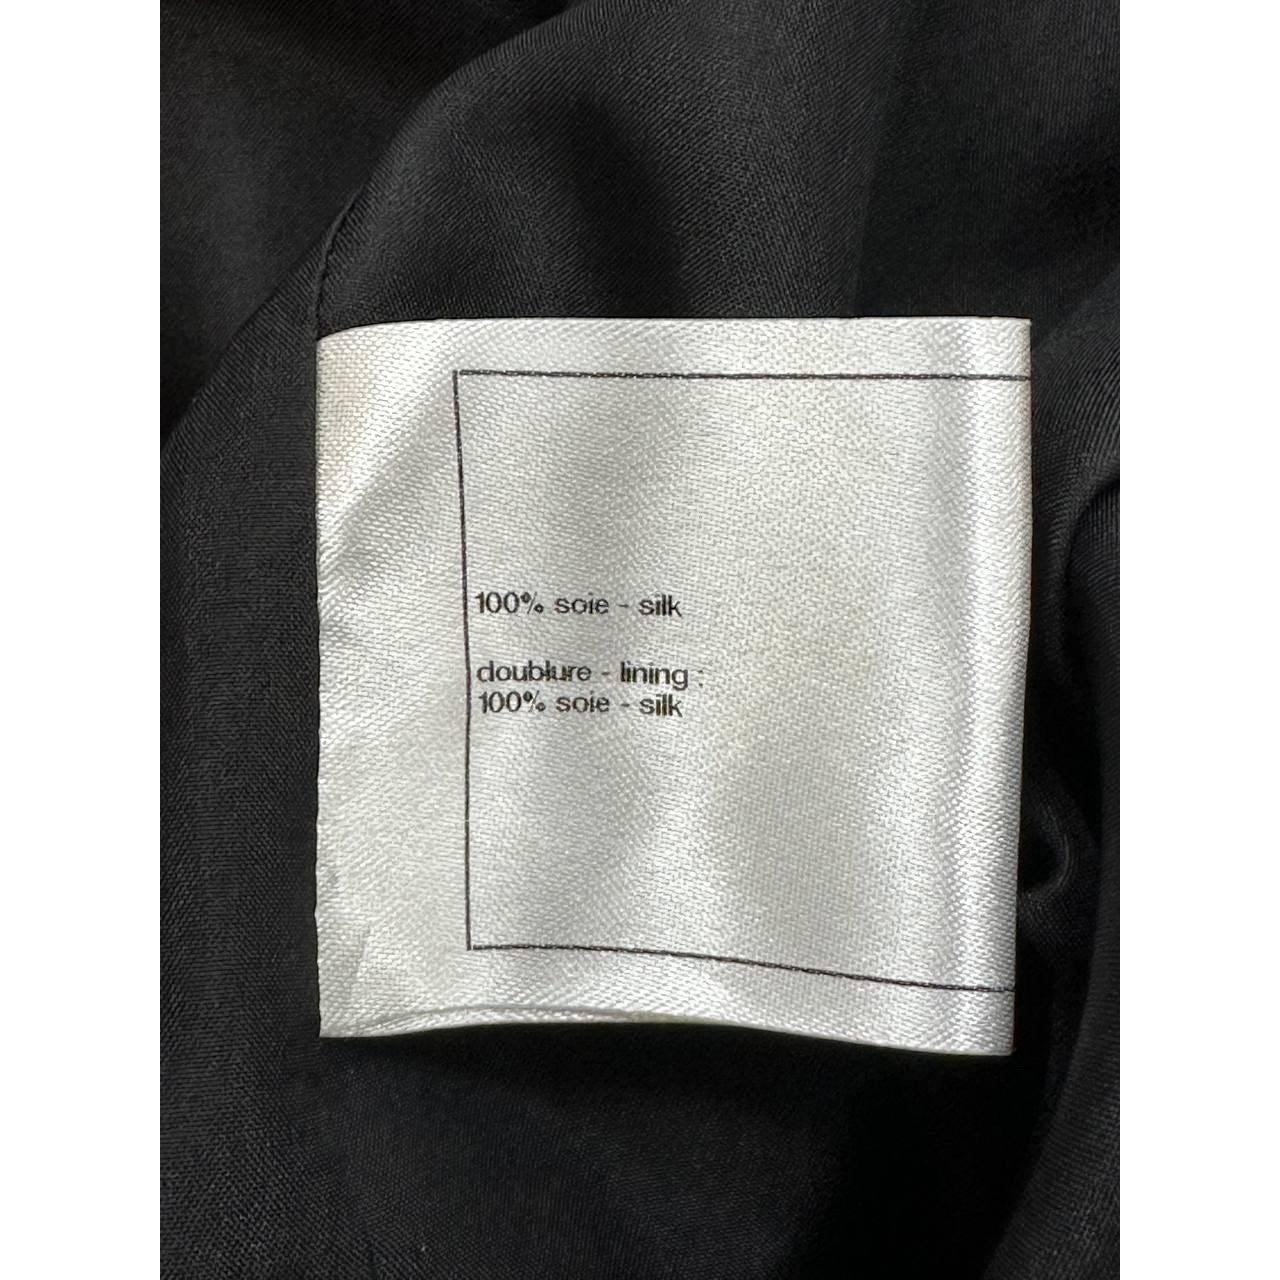 100% soie - silk
doublure - lining :
100% soie - silk